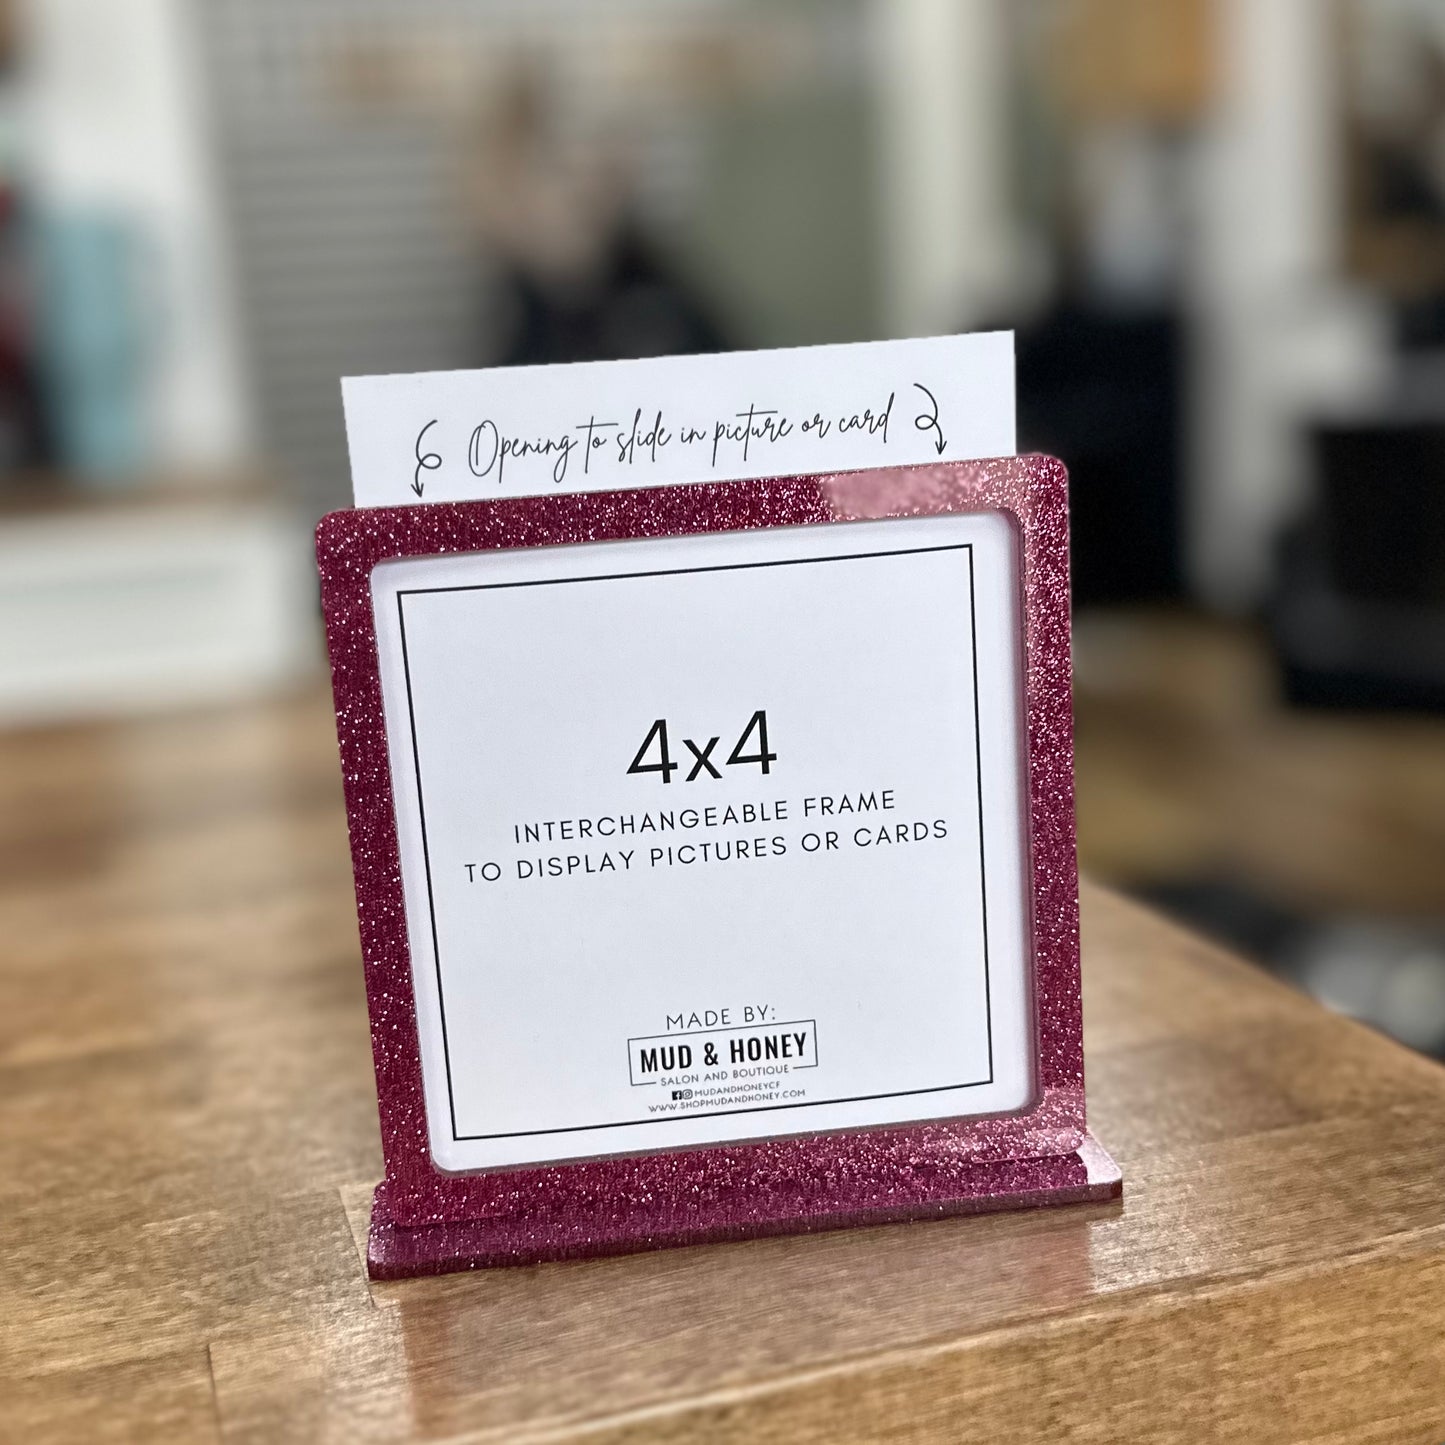 Opening to slide in picture or card
4x4
INTERCHANGEABLE FRAME
TO DISPLAY PICTURES OR CARDS
MADE BY:
MUD & HONEY
SALON AND BOUTIQUE
MUDANDHONEYCF
WWW.SHOPMUDANDHONEY.COM